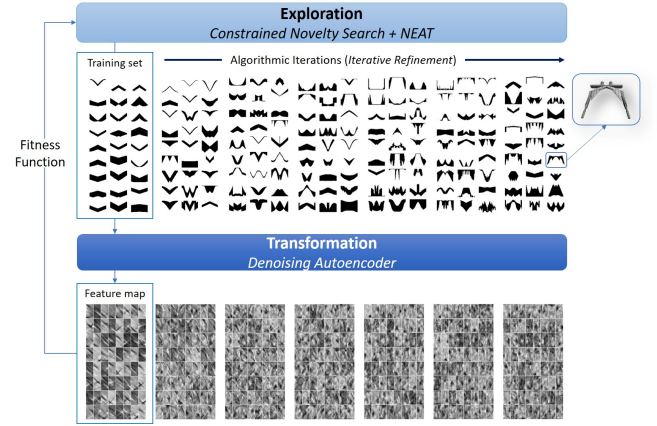 Exploration
Constrained Novelty Search + NEAT
Training set
Algorithmic Iterations (Iterative Refinement)
Fitness
Function
Transformation
Denoising Autoencoder
Feature map